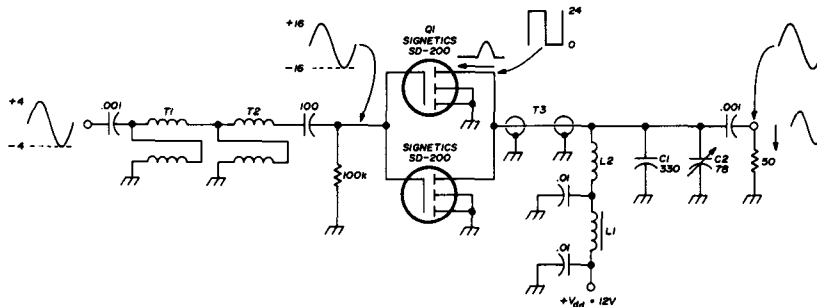 +4
-4
.001
T1
T2
100
+16
-16
100k
Q1
SIGNETICS
SD-200
SIGNETICS
SD-200
24
0
T3
L2
.01
L1
.01
+Vdd = 12V
C1
330
C2
78
.001
50